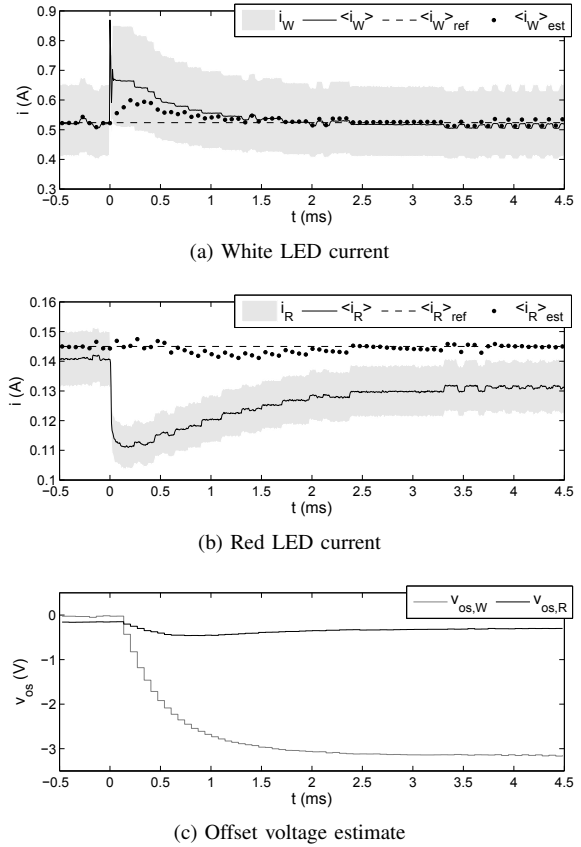 i_W <i_W> <i_W>_ref <i_W>_est
0.9
0.8
0.7
0.6
0.5
0.4
0.3
i (A)
−0.5 0 0.5 1 1.5 2 2.5 3 3.5 4 4.5
t (ms)
(a) White LED current
i_R <i_R> <i_R>_ref <i_R>_est
0.16
0.15
0.14
0.13
0.12
0.11
0.1
i (A)
−0.5 0 0.5 1 1.5 2 2.5 3 3.5 4 4.5
t (ms)
(b) Red LED current
v_os,W v_os,R
0
−1
−2
−3
v_os (V)
−0.5 0 0.5 1 1.5 2 2.5 3 3.5 4 4.5
t (ms)
(c) Offset voltage estimate